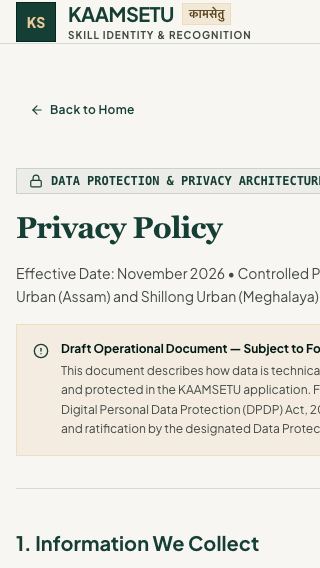 KS
KAAMSETU कामसेतु
SKILL IDENTITY & RECOGNITION
Back to Home
DATA PROTECTION & PRIVACY ARCHITECTURE
Privacy Policy
Effective Date: November 2026 • Controlled P
Urban (Assam) and Shillong Urban (Meghalaya)
Draft Operational Document — Subject to Fo
This document describes how data is technica
and protected in the KAAMSETU application. F
Digital Personal Data Protection (DPDP) Act, 20
and ratification by the designated Data Protec
1. Information We Collect